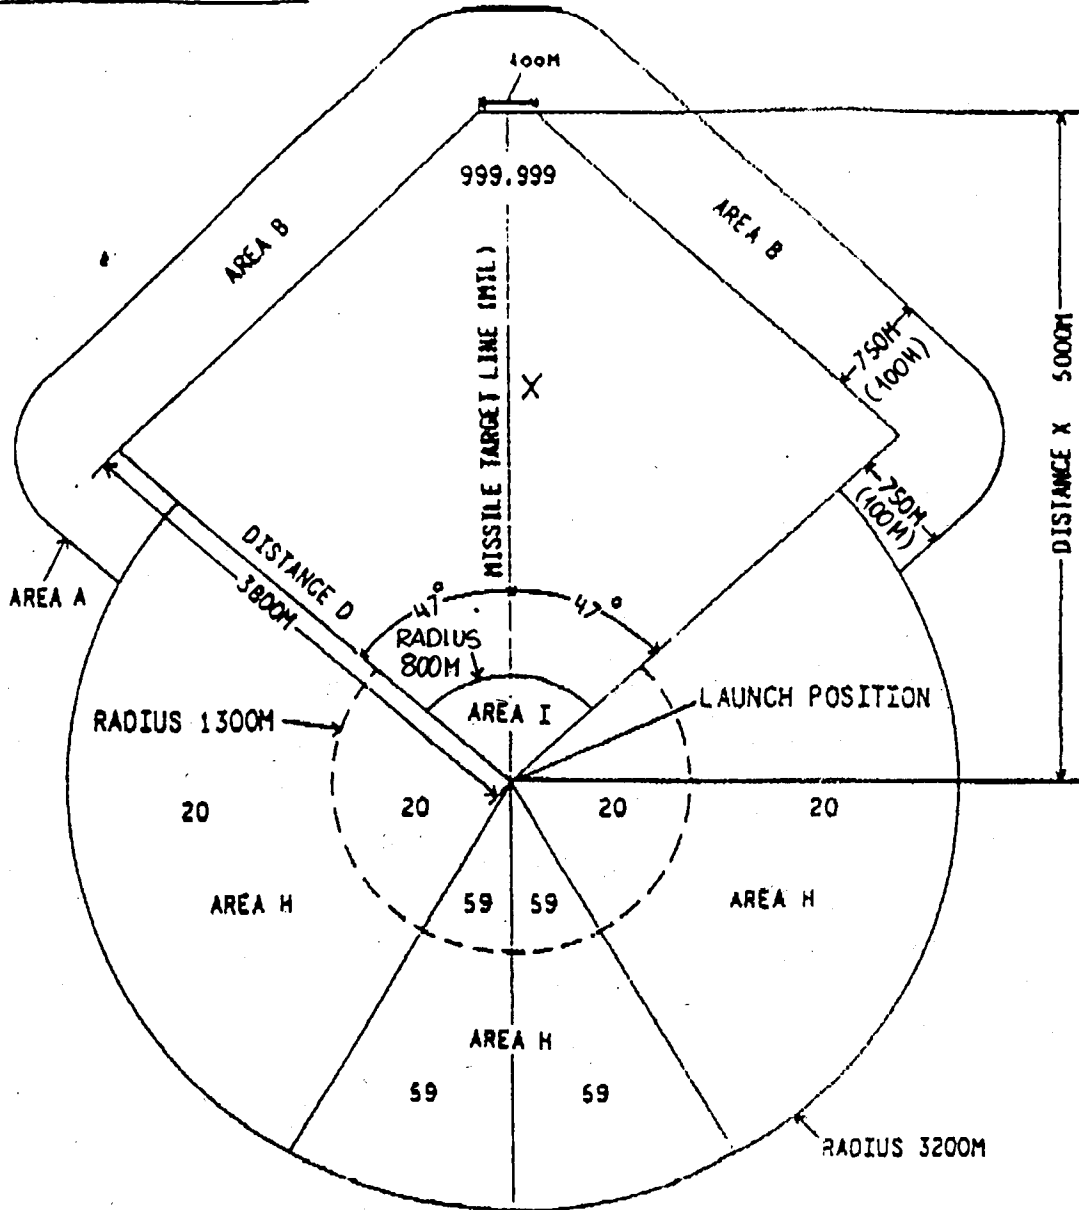 100M
999.999
AREA B
AREA B
MISSILE TARGET LINE (MTL)
X
750M
(100M)
DISTANCE X 5000M
750M
(100M)
AREA A
DISTANCE D
3800M
47°
47°
RADIUS
800M
AREA I
LAUNCH POSITION
RADIUS 1300M
20
20
20
20
AREA H
59
59
AREA H
AREA H
59
59
RADIUS 3200M